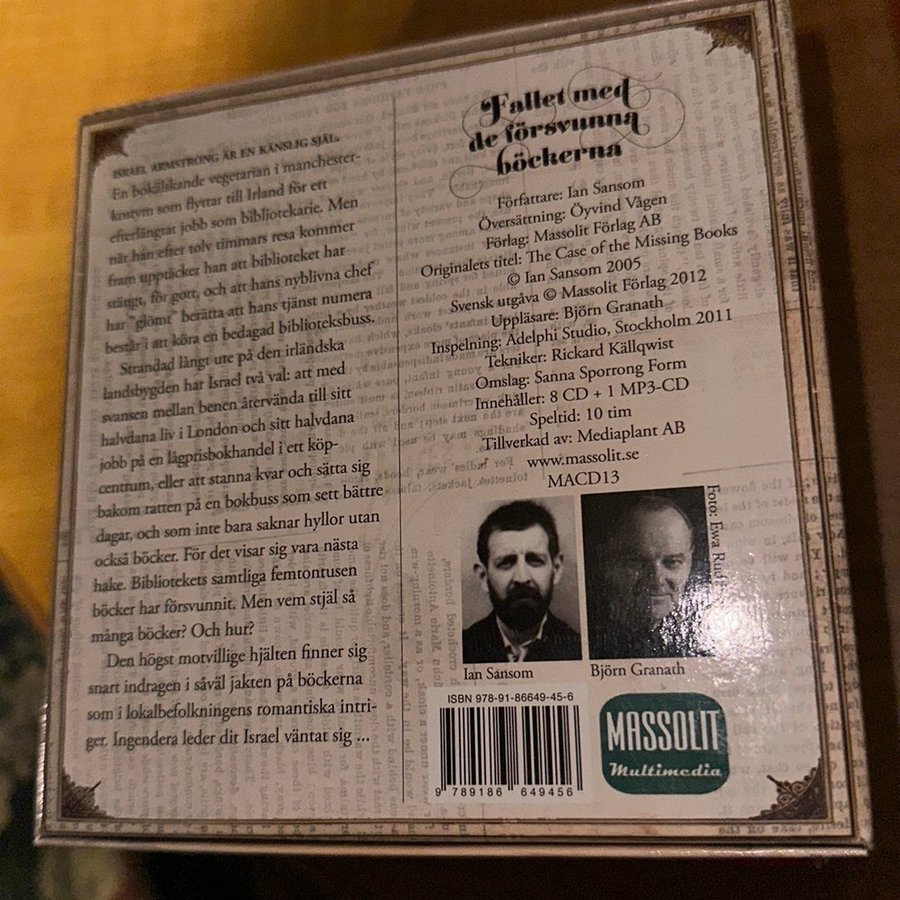 ISRAEL ARMSTRONG ÄR EN KÄNSLIG SJÄL.
En bokälskande vegetarian i manchester-
kostym som flyttar till Irland för ett
efterlängtat jobb som bibliotekarie. Men
när han efter tolv timmars resa kommer
fram upptäcker han att biblioteket har
stängt, för gott, och att hans nyblivna chef
har "glömt" berätta att hans tjänst numera
består i att köra en bedagad biblioteksbuss.
Strandad långt ute på den irländska
landsbygden har Israel två val: att med
svansen mellan benen återvända till sitt
halvdana liv i London och sitt halvdana
jobb på en lågprisbokhandel i ett köp-
centrum, eller att stanna kvar och sätta sig
bakom ratten på en bokbuss som sett bättre
dagar, och som inte bara saknar hyllor utan
också böcker. För det visar sig vara nästa
hake. Bibliotekets samtliga femtontusen
böcker har försvunnit. Men vem stjäl så
många böcker? Och hur?
Den högst motvillige hjälten finner sig
snart indragen i såväl jakten på böckerna
som i lokalbefolkningens romantiska intri-
ger. Ingendera leder dit Israel väntat sig ...
Fallet med
de försvunna
böckerna
Författare: Ian Sansom
Översättning: Öyvind Vågen
Förlag: Massolit Förlag AB
Originalets titel: The Case of the Missing Books
© Ian Sansom 2005
Svensk utgåva © Massolit Förlag 2012
Uppläsare: Björn Granath
Inspelning: Adelphi Studio, Stockholm 2011
Tekniker: Rickard Källqwist
Omslag: Sanna Sporrong Form
Innehåller: 8 CD + 1 MP3-CD
Speltid: 10 tim
Tillverkad av: Mediaplant AB
www.massolit.se
MACD13
Foto: Ewa
Ian Sansom
Björn Granath
ISBN 978-91-86649-45-6
9 789186 649456
MASSOLIT
Multimedia